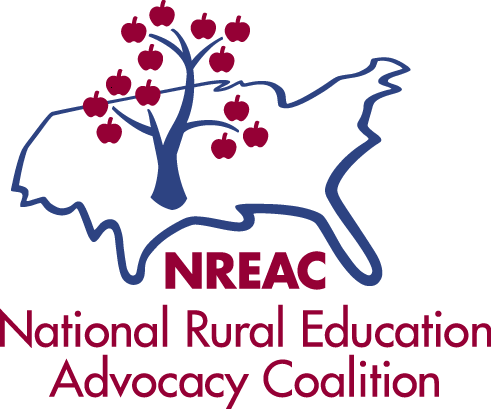 NREAC
National Rural Education
Advocacy Coalition